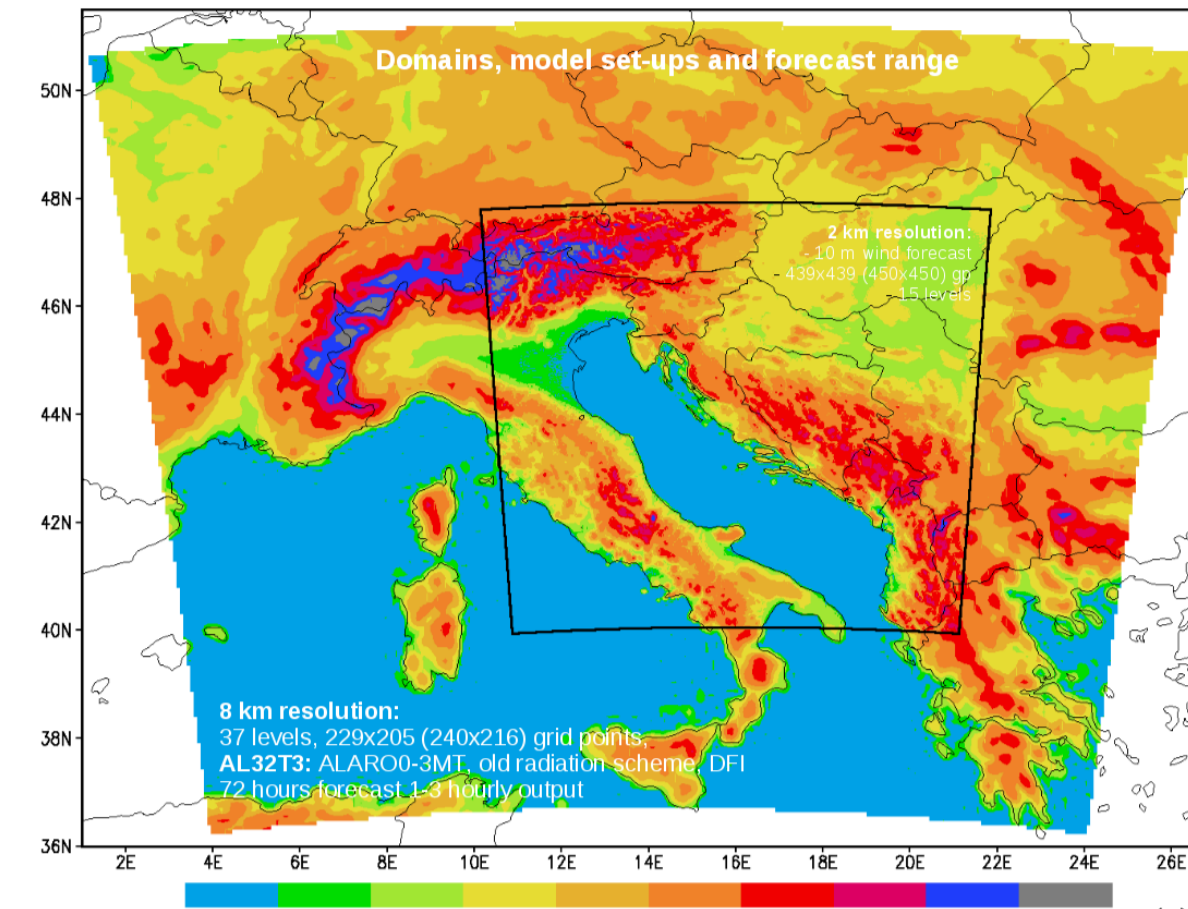 Domains, model set-ups and forecast range
50N
48N
2 km resolution:
- 10 m wind forecast
- 439x439 (450x450) gp
15 levels
46N
44N
42N
40N
8 km resolution:
37 levels, 229x205 (240x216) grid points,
AL32T3: ALARO0-3MT, old radiation scheme, DFI
72 hours forecast 1-3 hourly output
38N
36N
2E 4E 6E 8E 10E 12E 14E 16E 18E 20E 22E 24E 26E